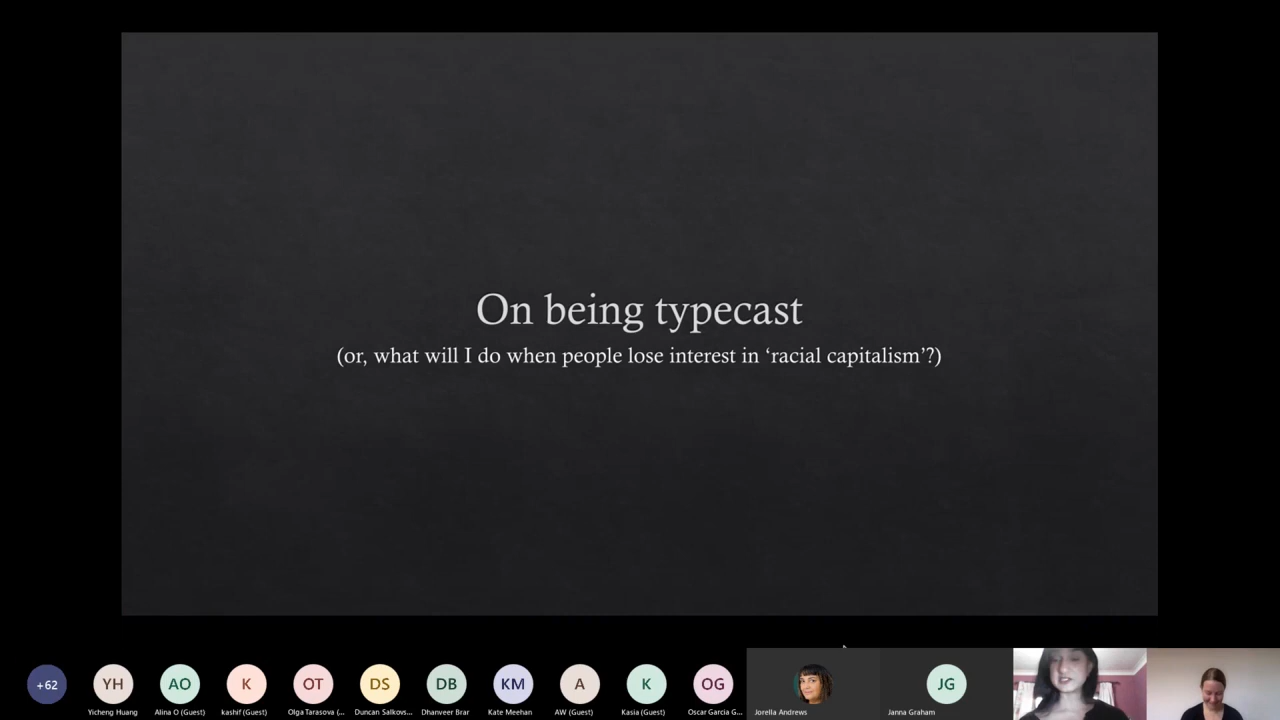 On being typecast
(or, what will I do when people lose interest in ‘racial capitalism’?)
+62
YH
AO
K
OT
DS
DB
KM
A
K
OG
JG
Yicheng Huang
Alina O (Guest)
kashif (Guest)
Olga Tarasova (...
Duncan Salkovs...
Dhanveer Brar
Kate Meehan
AW (Guest)
Kasia (Guest)
Oscar Garcia G...
Jorella Andrews
Janna Graham